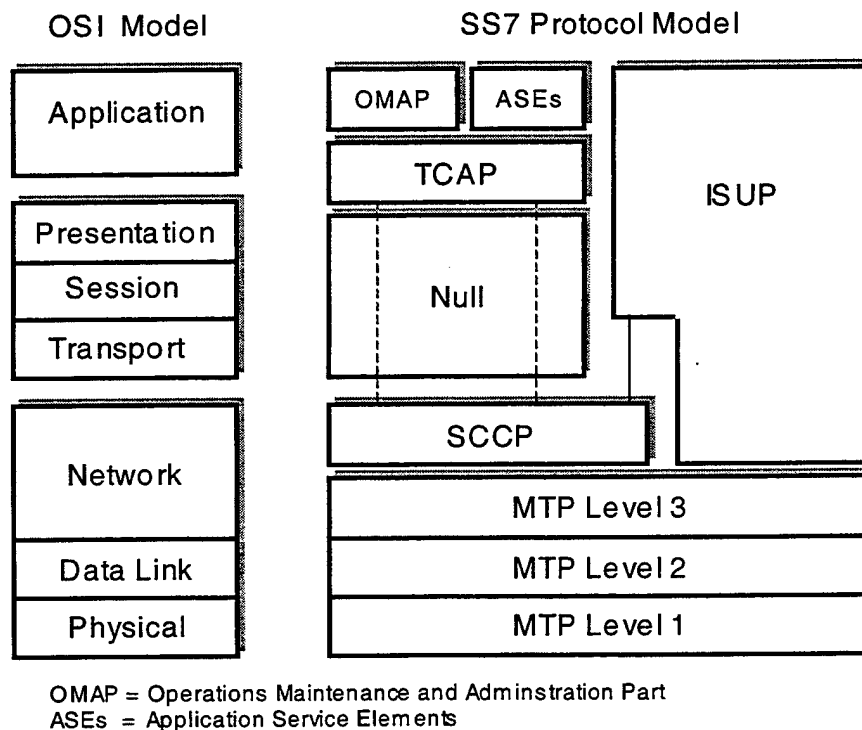 OSI Model
SS7 Protocol Model
Application
Presentation
Session
Transport
Network
Data Link
Physical
OMAP
ASEs
TCAP
Null
SCCP
ISUP
MTP Level 3
MTP Level 2
MTP Level 1
OMAP = Operations Maintenance and Adminstration Part
ASEs = Application Service Elements